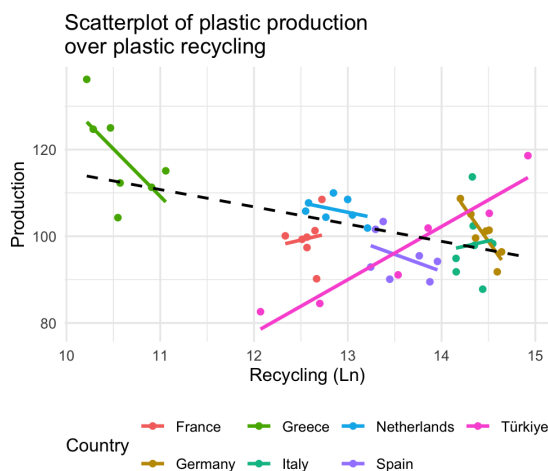 Scatterplot of plastic production
over plastic recycling
Production
120
100
80
10 11 12 13 14 15
Recycling (Ln)
Country
France Greece Netherlands Türkiye
Germany Italy Spain